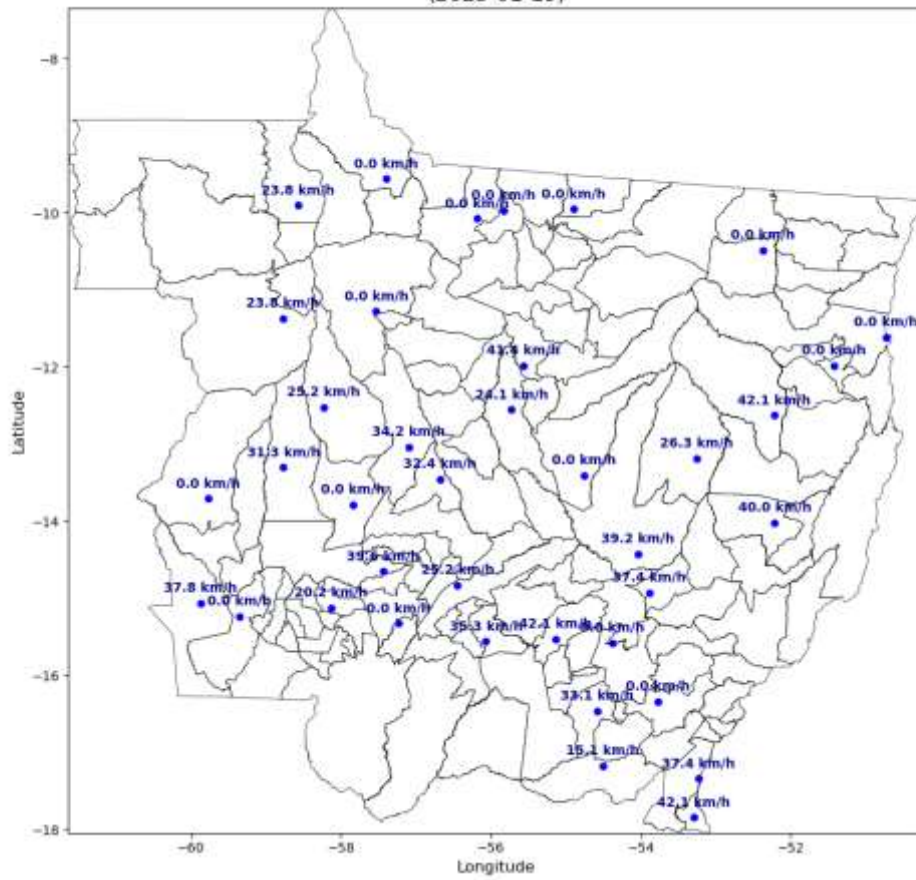 −8
0.0 km/h
23.8 km/h
0.0 km/h
0.0 km/h
0.0 km/h
−10
0.0 km/h
23.8 km/h
0.0 km/h
0.0 km/h
41.4 km/h
0.0 km/h
−12
25.2 km/h
24.1 km/h
42.1 km/h
34.2 km/h
31.3 km/h
32.4 km/h
0.0 km/h
26.3 km/h
0.0 km/h
0.0 km/h
−14
40.0 km/h
39.2 km/h
km/h
37.8 km/h
0.0 km/h
20.2 km/h
25.2 km/h
37.4 km/h
0.0 km/h
35.3 km/h
42.1 km/h
km/h
−16
33.1 km/h
0.0 km/h
15.1 km/h
37.4 km/h
42.1 km/h
−18
−60
−58
−56
−54
−52
Latitude
Longitude